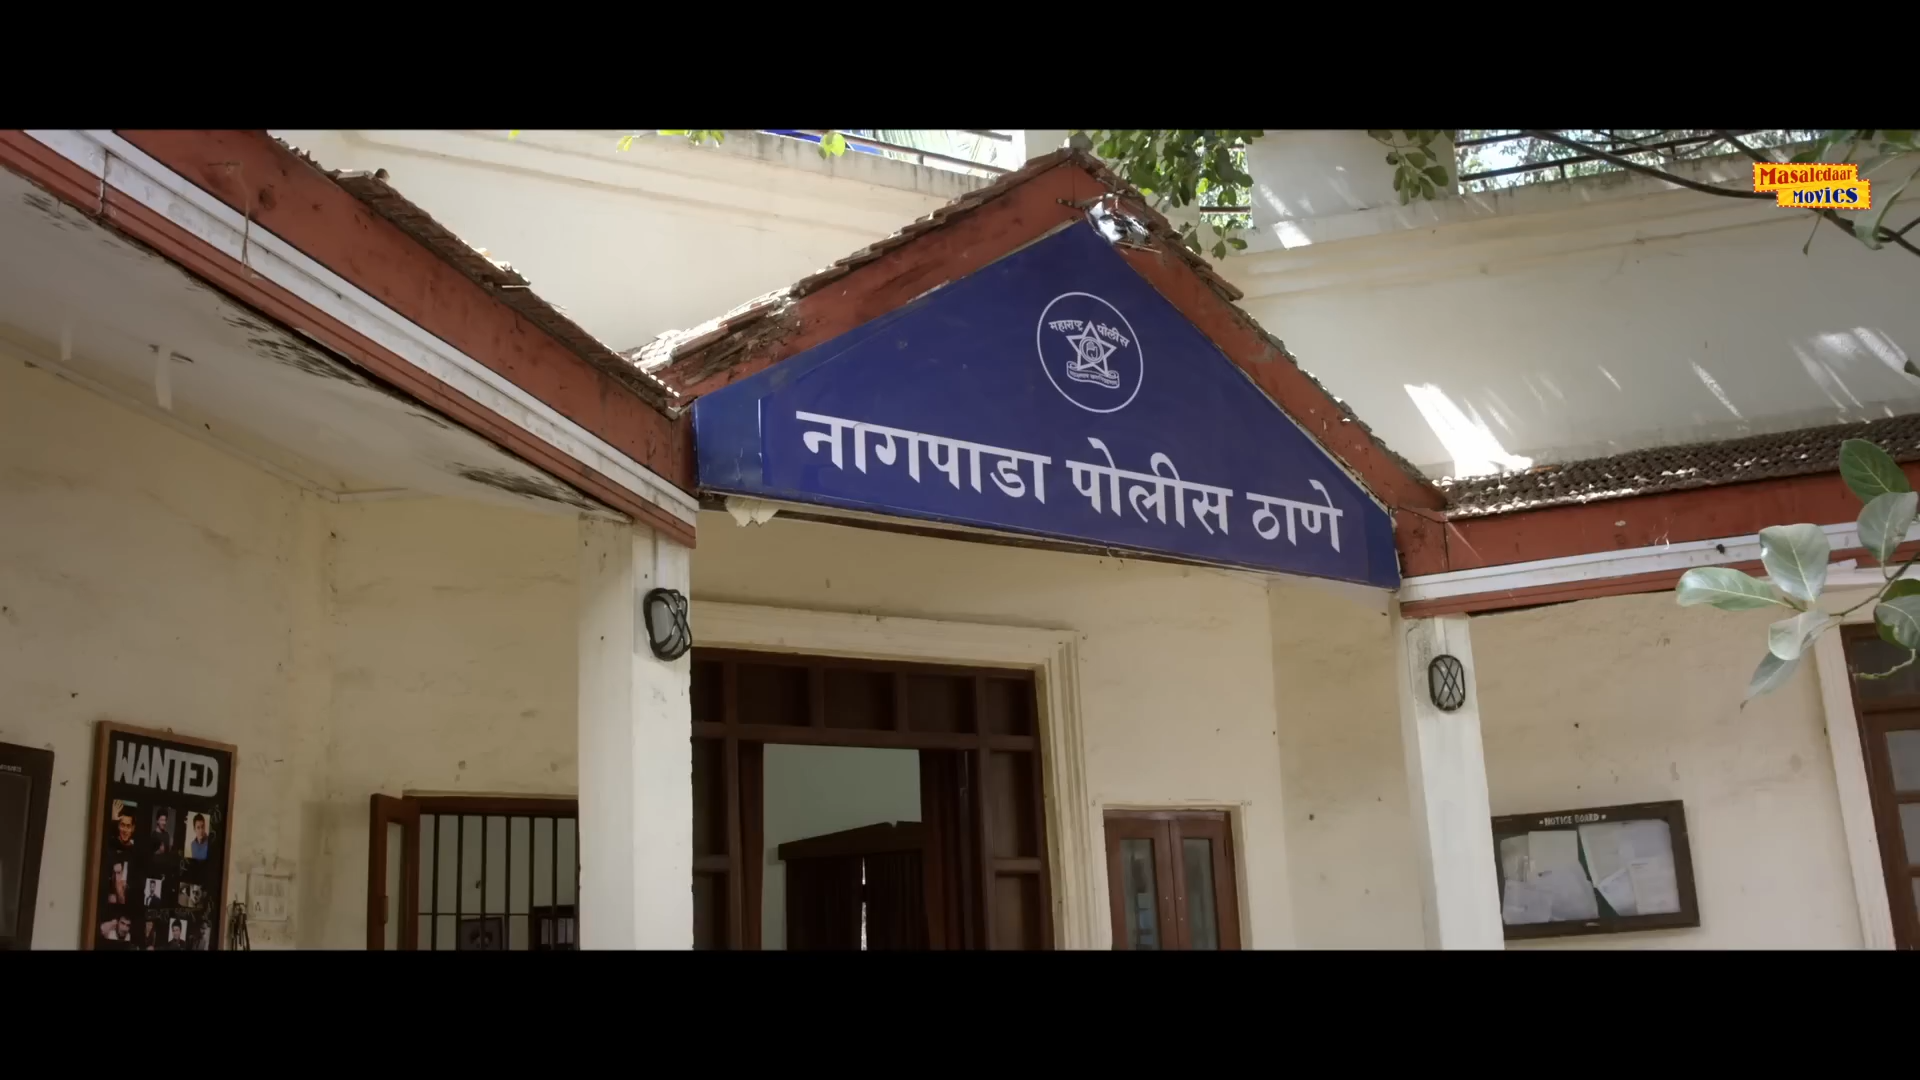 Masaledaar
Movies
महाराष्ट्र पोलीस
नागपाडा पोलीस ठाणे
WANTED
NOTICE BOARD